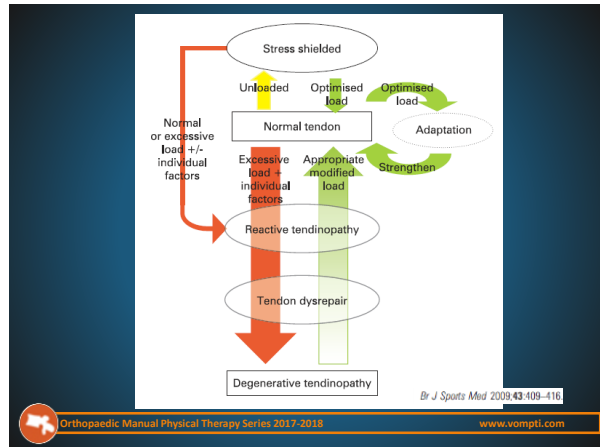 Stress shielded
Unloaded
Optimised
load
Optimised
load
Normal tendon
Adaptation
Strengthen
Normal
or excessive
load +/-
individual
factors
Excessive
load +
individual
factors
Appropriate
modified
load
Reactive tendinopathy
Tendon dysrepair
Degenerative tendinopathy
Br J Sports Med 2009;43:409–416.
Orthopaedic Manual Physical Therapy Series 2017-2018
www.vompti.com